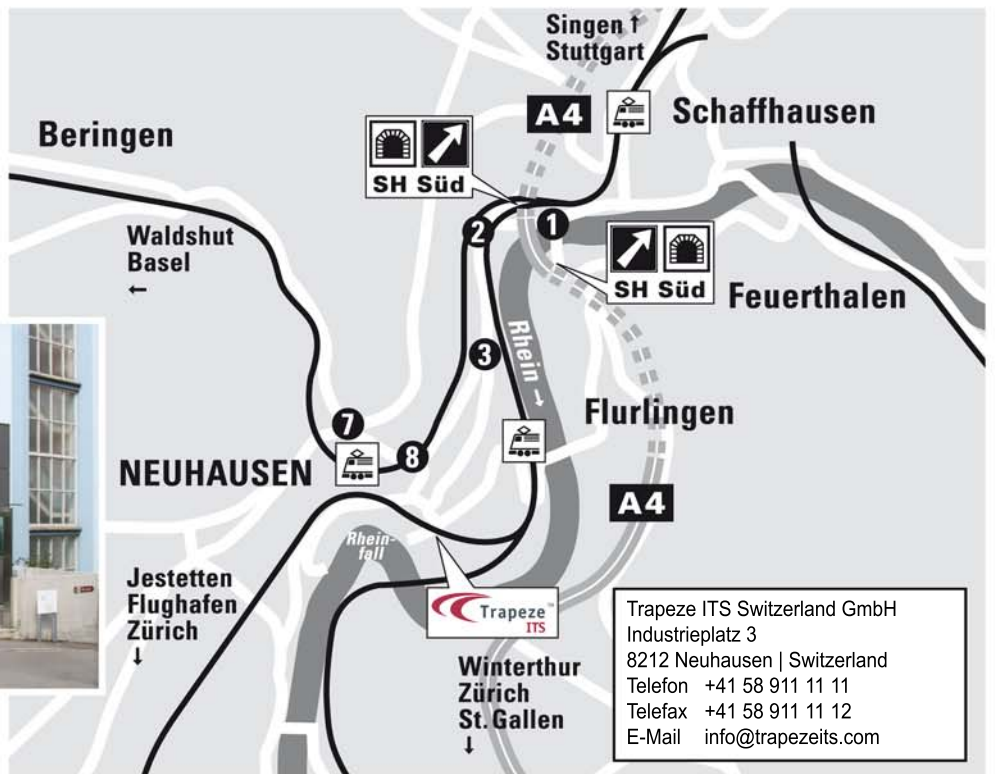 Singen ↑
Stuttgart
A4
Schaffhausen
Beringen
SH Süd
1
2
Waldshut
Basel
←
SH Süd
Feuerthalen
Rhein →
3
Flurlingen
7
8
NEUHAUSEN
A4
Rhein-
fall
Jestetten
Flughafen
Zürich
↓
Trapeze™
ITS
Winterthur
Zürich
St. Gallen
↓
Trapeze ITS Switzerland GmbH
Industrieplatz 3
8212 Neuhausen | Switzerland
Telefon +41 58 911 11 11
Telefax +41 58 911 11 12
E-Mail info@trapezeits.com